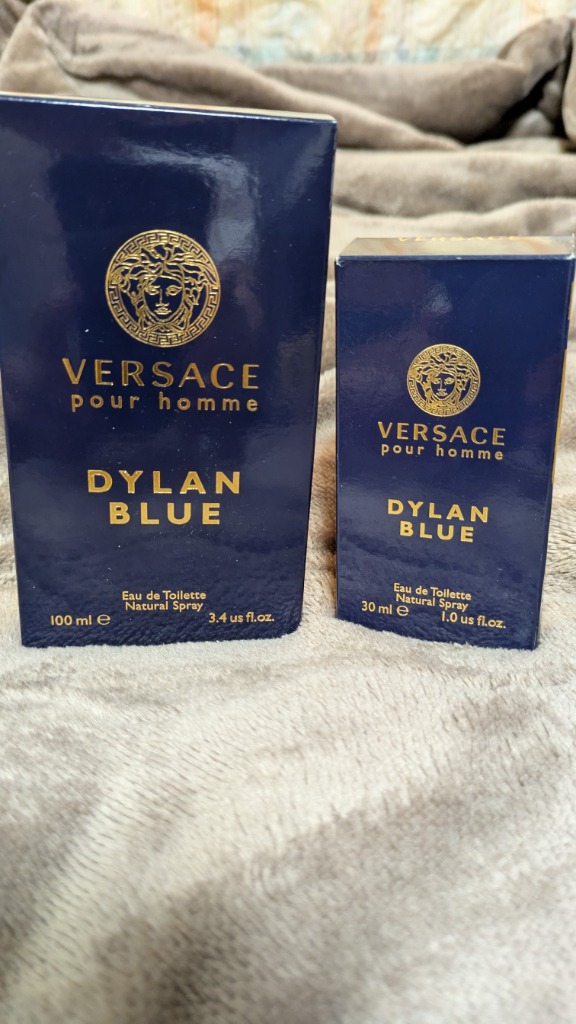 VERSACE
pour homme
DYLAN
BLUE
Eau de Toilette
Natural Spray
100 ml e
3.4 us fl.oz.
VERSACE
VERSACE
pour homme
DYLAN
BLUE
Eau de Toilette
Natural Spray
30 ml e
1.0 us fl.oz.